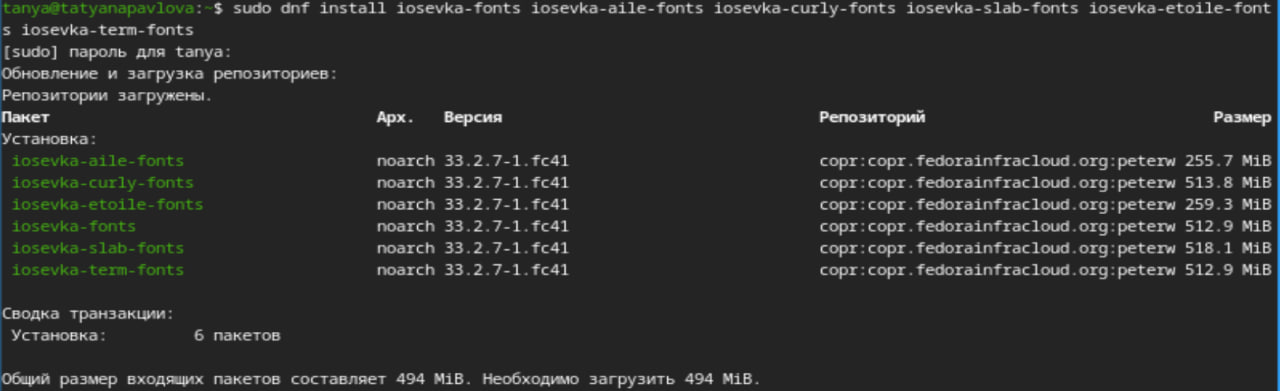 tanya@tatyanapavlova:~$ sudo dnf install iosevka-fonts iosevka-aile-fonts iosevka-curly-fonts iosevka-slab-fonts iosevka-etoile-font
s iosevka-term-fonts
[sudo] пароль для tanya:
Обновление и загрузка репозиториев:
Репозитории загружены.
Пакет Арх. Версия Репозиторий Размер
Установка:
iosevka-aile-fonts noarch 33.2.7-1.fc41 copr:copr.fedorainfracloud.org:peterw 255.7 MiB
iosevka-curly-fonts noarch 33.2.7-1.fc41 copr:copr.fedorainfracloud.org:peterw 513.8 MiB
iosevka-etoile-fonts noarch 33.2.7-1.fc41 copr:copr.fedorainfracloud.org:peterw 259.3 MiB
iosevka-fonts noarch 33.2.7-1.fc41 copr:copr.fedorainfracloud.org:peterw 512.9 MiB
iosevka-slab-fonts noarch 33.2.7-1.fc41 copr:copr.fedorainfracloud.org:peterw 518.1 MiB
iosevka-term-fonts noarch 33.2.7-1.fc41 copr:copr.fedorainfracloud.org:peterw 512.9 MiB
Сводка транзакции:
Установка: 6 пакетов
Общий размер входящих пакетов составляет 494 MiB. Необходимо загрузить 494 MiB.